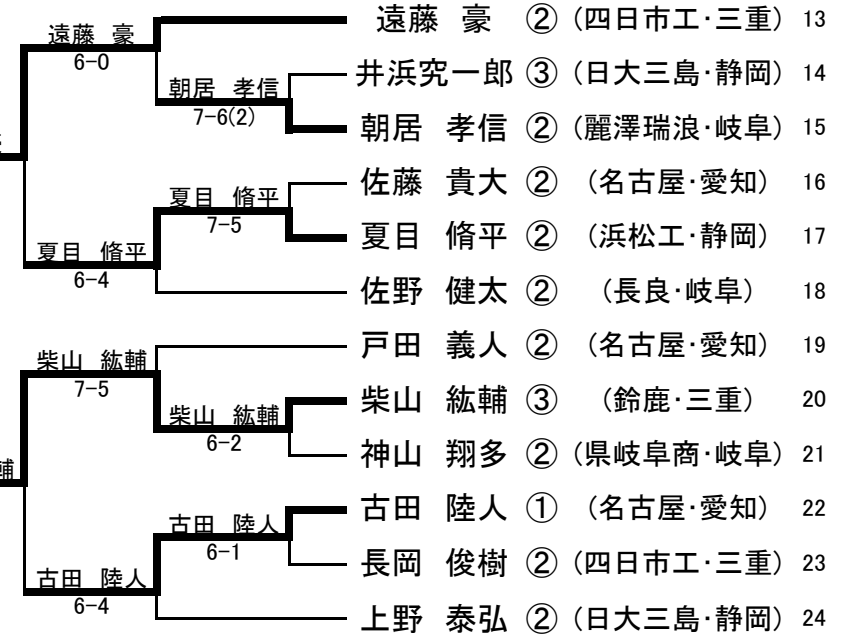 遠藤 豪 ② (四日市工・三重) 13
遠藤 豪
6-0
井浜究一郎 ③ (日大三島・静岡) 14
朝居 孝信
7-6(2)
朝居 孝信 ② (麗澤瑞浪・岐阜) 15
佐藤 貴大 ② (名古屋・愛知) 16
夏目 脩平
7-5
夏目 脩平 ② (浜松工・静岡) 17
夏目 脩平
6-4
佐野 健太 ② (長良・岐阜) 18
戸田 義人 ② (名古屋・愛知) 19
柴山 紘輔
7-5
柴山 紘輔 ③ (鈴鹿・三重) 20
柴山 紘輔
6-2
神山 翔多 ② (県岐阜商・岐阜) 21
輔
古田 陸人 ① (名古屋・愛知) 22
古田 陸人
6-1
長岡 俊樹 ② (四日市工・三重) 23
古田 陸人
6-4
上野 泰弘 ② (日大三島・静岡) 24